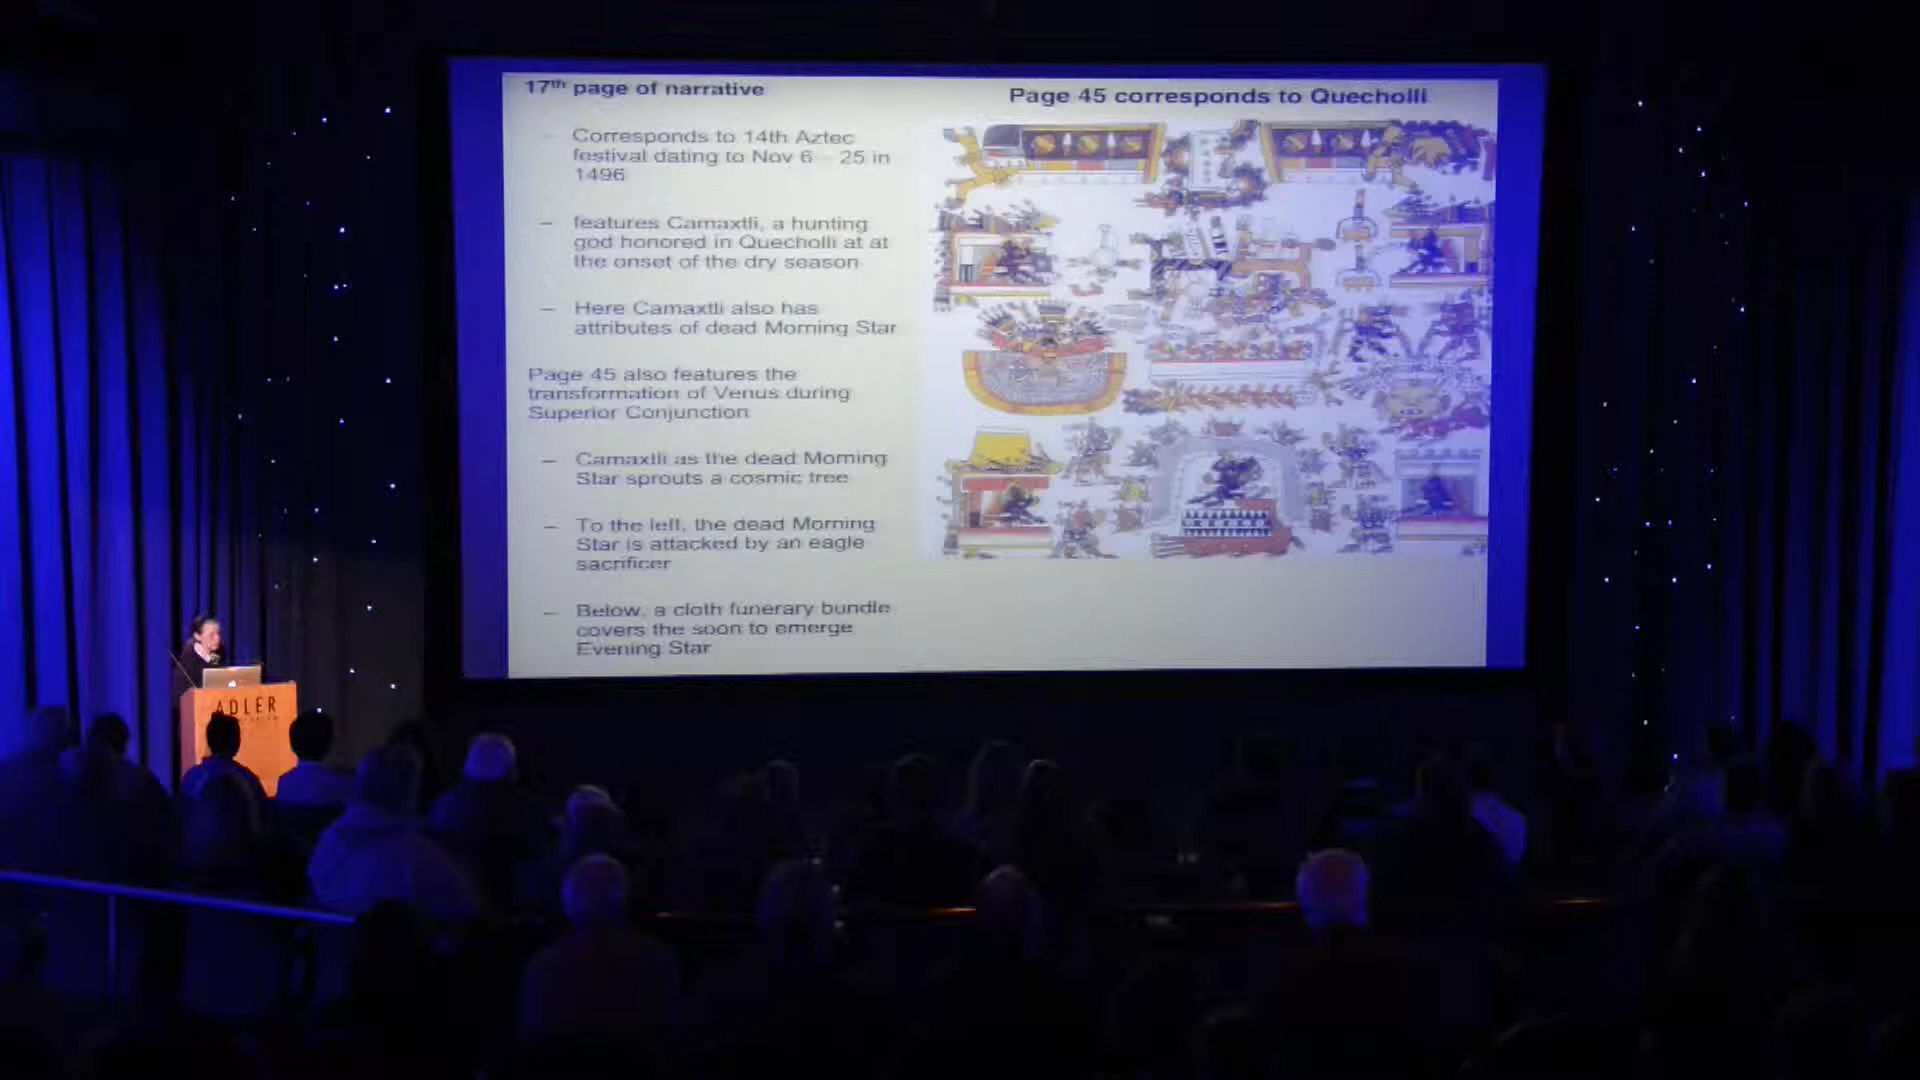 17th page of narrative
Page 45 corresponds to Quecholli
– Corresponds to 14th Aztec
festival dating to Nov 6 – 25 in
1496
– features Camaxtli, a hunting
god honored in Quecholli at at
the onset of the dry season
– Here Camaxtli also has
attributes of dead Morning Star
Page 45 also features the
transformation of Venus during
Superior Conjunction
– Camaxtli as the dead Morning
Star sprouts a cosmic tree
– To the left, the dead Morning
Star is attacked by an eagle
sacrificer
– Below, a cloth funerary bundle
covers the soon to emerge
Evening Star
ADLER